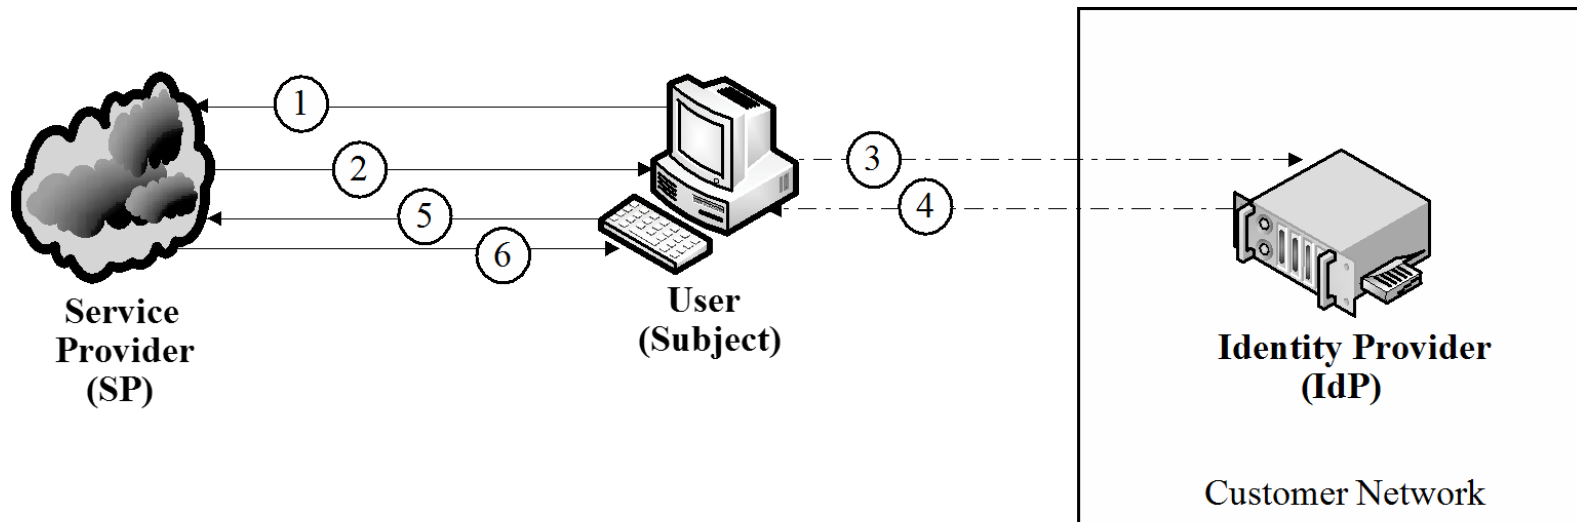 1
2
3
4
5
6
Service
Provider
(SP)
User
(Subject)
Identity Provider
(IdP)
Customer Network